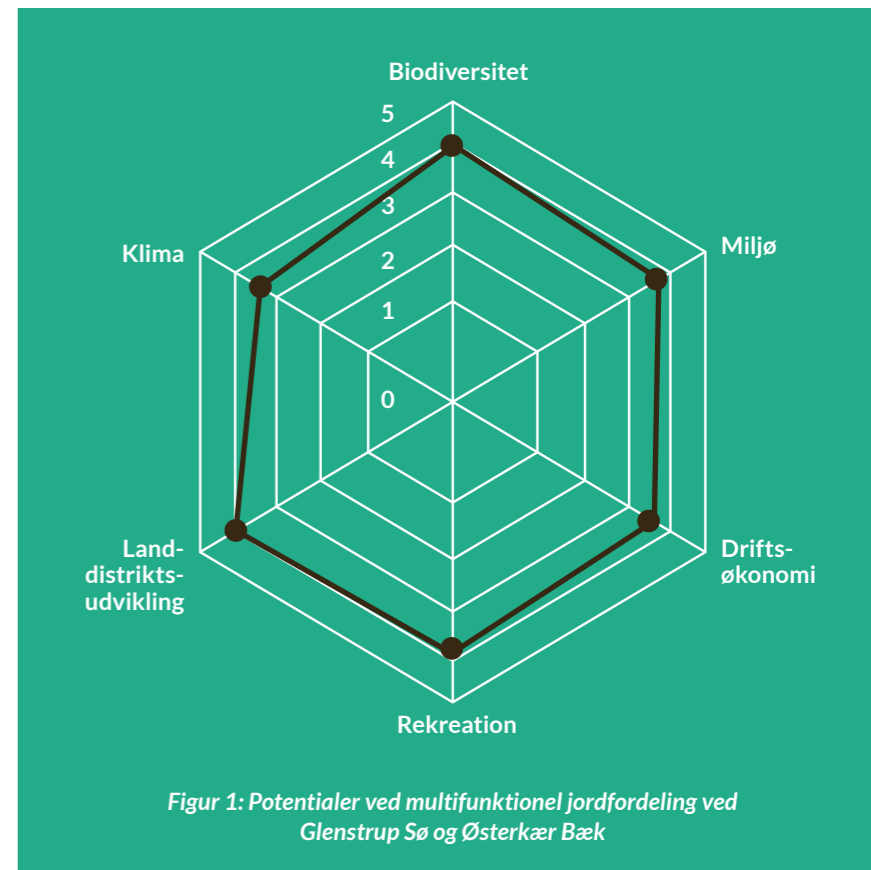 Biodiversitet
5
4
3
2
1
0
Klima
Miljø
Land-
distrikts-
udvikling
Drifts-
økonomi
Rekreation
Figur 1: Potentialer ved multifunktionel jordfordeling ved
Glenstrup Sø og Østerkær Bæk